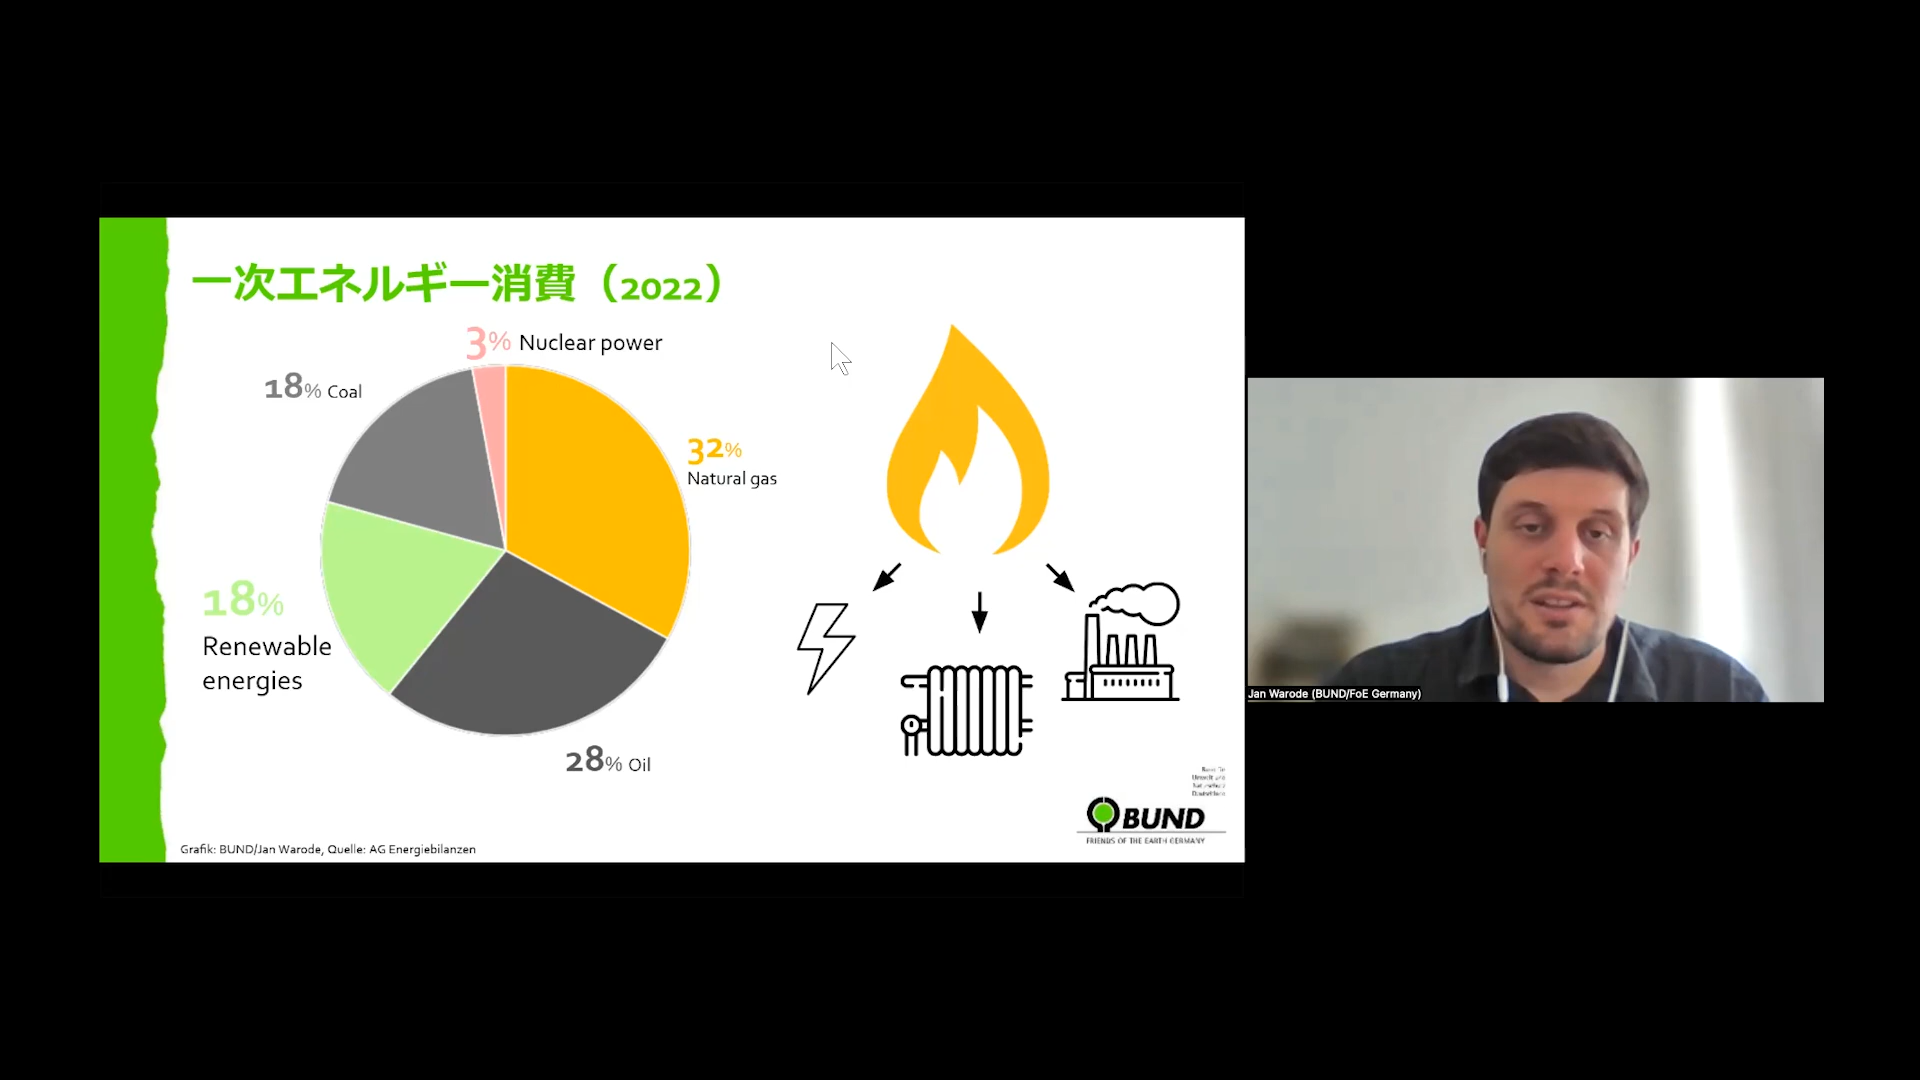 一次エネルギー消費（2022）
3% Nuclear power
18% Coal
32%
Natural gas
18%
Renewable
energies
28% Oil
Grafik: BUND/Jan Warode, Quelle: AG Energiebilanzen
BUND
FRIENDS OF THE EARTH GERMANY
Jan Warode (BUND/FoE Germany)